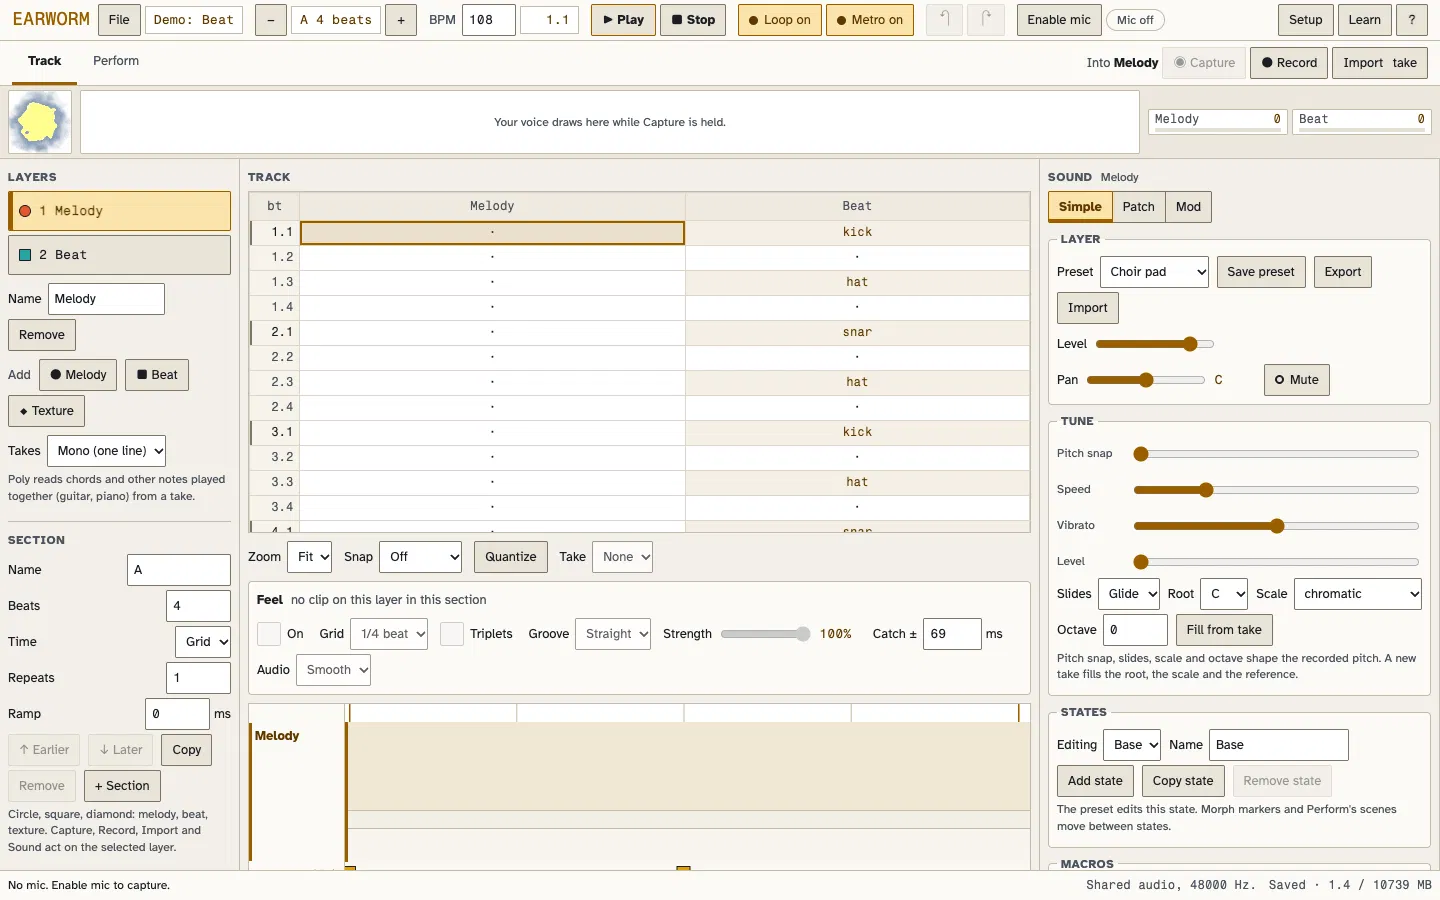 EARWORM File Demo: Beat − A 4 beats + BPM 108 1.1 Play Stop Loop on Metro on Enable mic Mic off Setup Learn ?
Track Perform Into Melody Capture Record Import take
Your voice draws here while Capture is held.
Melody 0 Beat 0
LAYERS
1 Melody
2 Beat
Name Melody
Remove
Add Melody Beat
Texture
Takes Mono (one line)
Poly reads chords and other notes played
together (guitar, piano) from a take.
SECTION
Name A
Beats 4
Time Grid
Repeats 1
Ramp 0 ms
↑ Earlier ↓ Later Copy
Remove + Section
Circle, square, diamond: melody, beat,
texture. Capture, Record, Import and
Sound act on the selected layer.
TRACK
bt Melody Beat
1.1 · kick
1.2 · ·
1.3 · hat
1.4 · ·
2.1 · snar
2.2 · ·
2.3 · hat
2.4 · ·
3.1 · kick
3.2 · ·
3.3 · hat
3.4 · ·
4.1 · snar
Zoom Fit Snap Off Quantize Take None
Feel no clip on this layer in this section
On Grid 1/4 beat Triplets Groove Straight Strength 100% Catch ± 69 ms
Audio Smooth
Melody
SOUND Melody
Simple Patch Mod
LAYER
Preset Choir pad Save preset Export
Import
Level
Pan C Mute
TUNE
Pitch snap
Speed
Vibrato
Level
Slides Glide Root C Scale chromatic
Octave 0 Fill from take
Pitch snap, slides, scale and octave shape the recorded pitch. A new
take fills the root, the scale and the reference.
STATES
Editing Base Name Base
Add state Copy state Remove state
The preset edits this state. Morph markers and Perform's scenes
move between states.
MACROS
No mic. Enable mic to capture.
Shared audio, 48000 Hz. Saved · 1.4 / 10739 MB